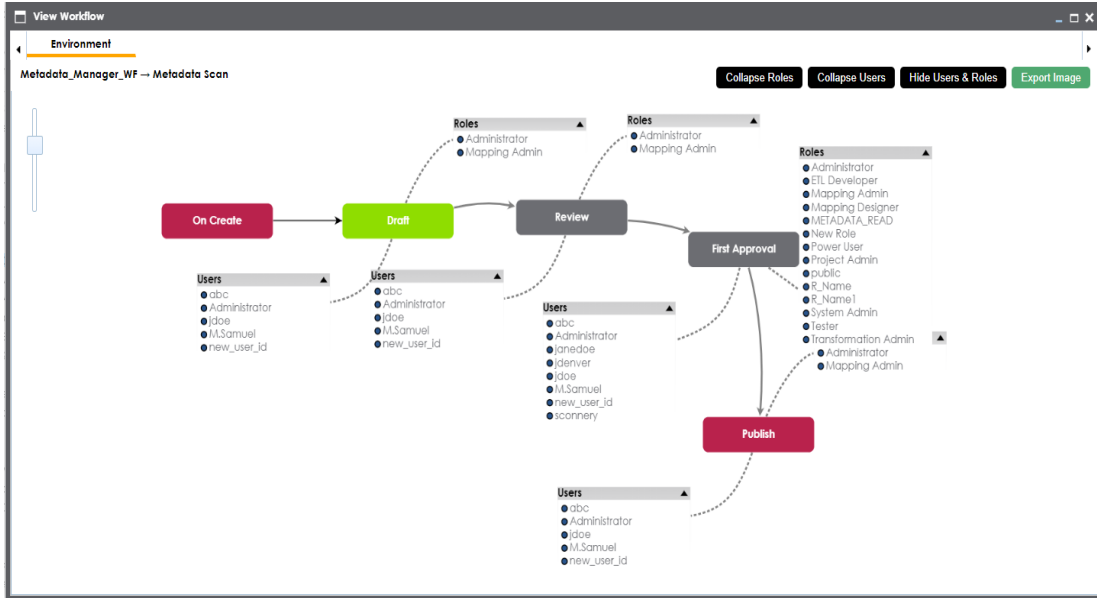 View Workflow
Environment
Metadata_Manager_WF → Metadata Scan
Collapse Roles
Collapse Users
Hide Users & Roles
Export Image
Roles
Administrator
Mapping Admin
Roles
Administrator
Mapping Admin
Roles
Administrator
ETL Developer
Mapping Admin
Mapping Designer
METADATA_READ
New Role
Power User
Project Admin
public
R_Name
R_Name1
System Admin
Tester
Transformation Admin
Administrator
Mapping Admin
On Create
Draft
Review
First Approval
Users
abc
Administrator
jdoe
M.Samuel
new_user_id
Users
abc
Administrator
jdoe
M.Samuel
new_user_id
Users
abc
Administrator
janedoe
jdenver
jdoe
M.Samuel
new_user_id
sconnery
Publish
Users
abc
Administrator
jdoe
M.Samuel
new_user_id